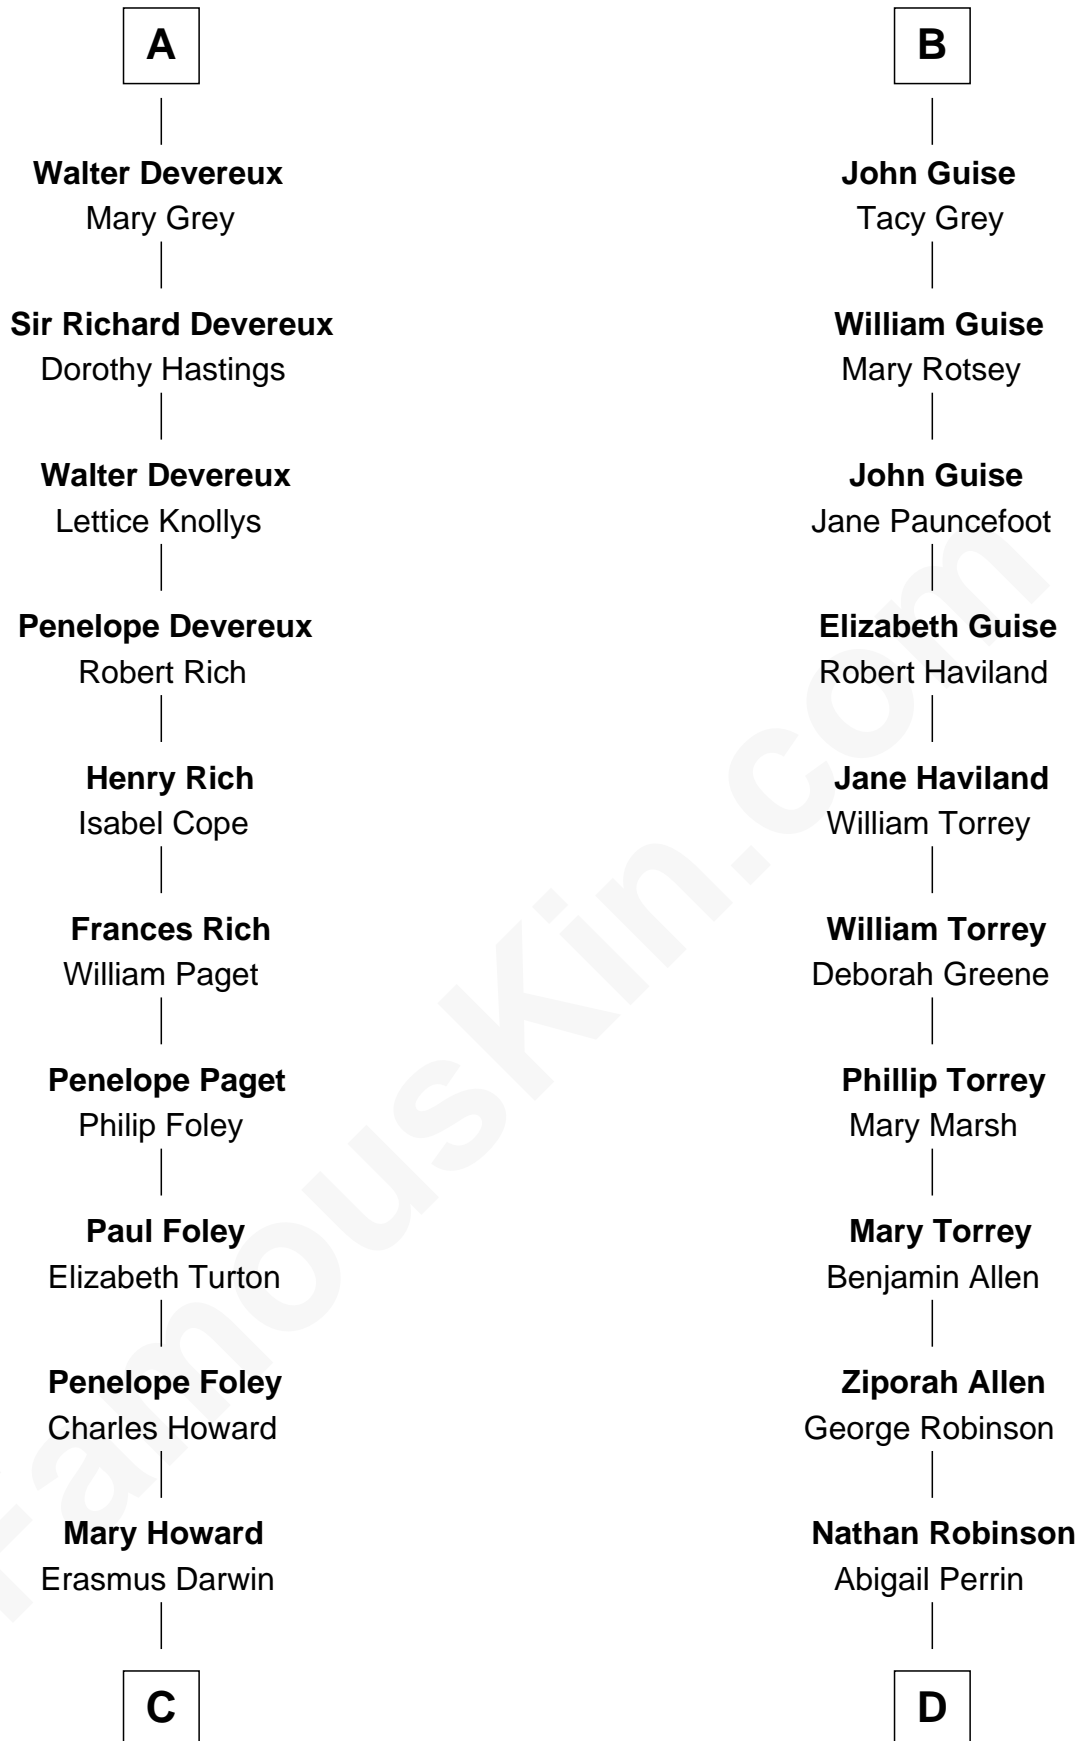 A
Walter Devereux
Mary Grey
Sir Richard Devereux
Dorothy Hastings
Walter Devereux
Lettice Knollys
Penelope Devereux
Robert Rich
Henry Rich
Isabel Cope
Frances Rich
William Paget
Penelope Paget
Philip Foley
Paul Foley
Elizabeth Turton
Penelope Foley
Charles Howard
Mary Howard
Erasmus Darwin
C
B
John Guise
Tacy Grey
William Guise
Mary Rotsey
John Guise
Jane Pauncefoot
Elizabeth Guise
Robert Haviland
Jane Haviland
William Torrey
William Torrey
Deborah Greene
Phillip Torrey
Mary Marsh
Mary Torrey
Benjamin Allen
Ziporah Allen
George Robinson
Nathan Robinson
Abigail Perrin
D
FamousKin.com